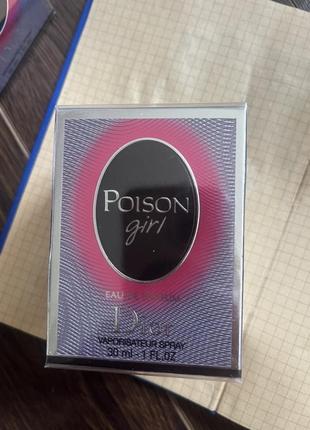 POISON
girl
EAU DE PARFUM
Dior
VAPORISATEUR SPRAY
30 ml - 1 FL.OZ